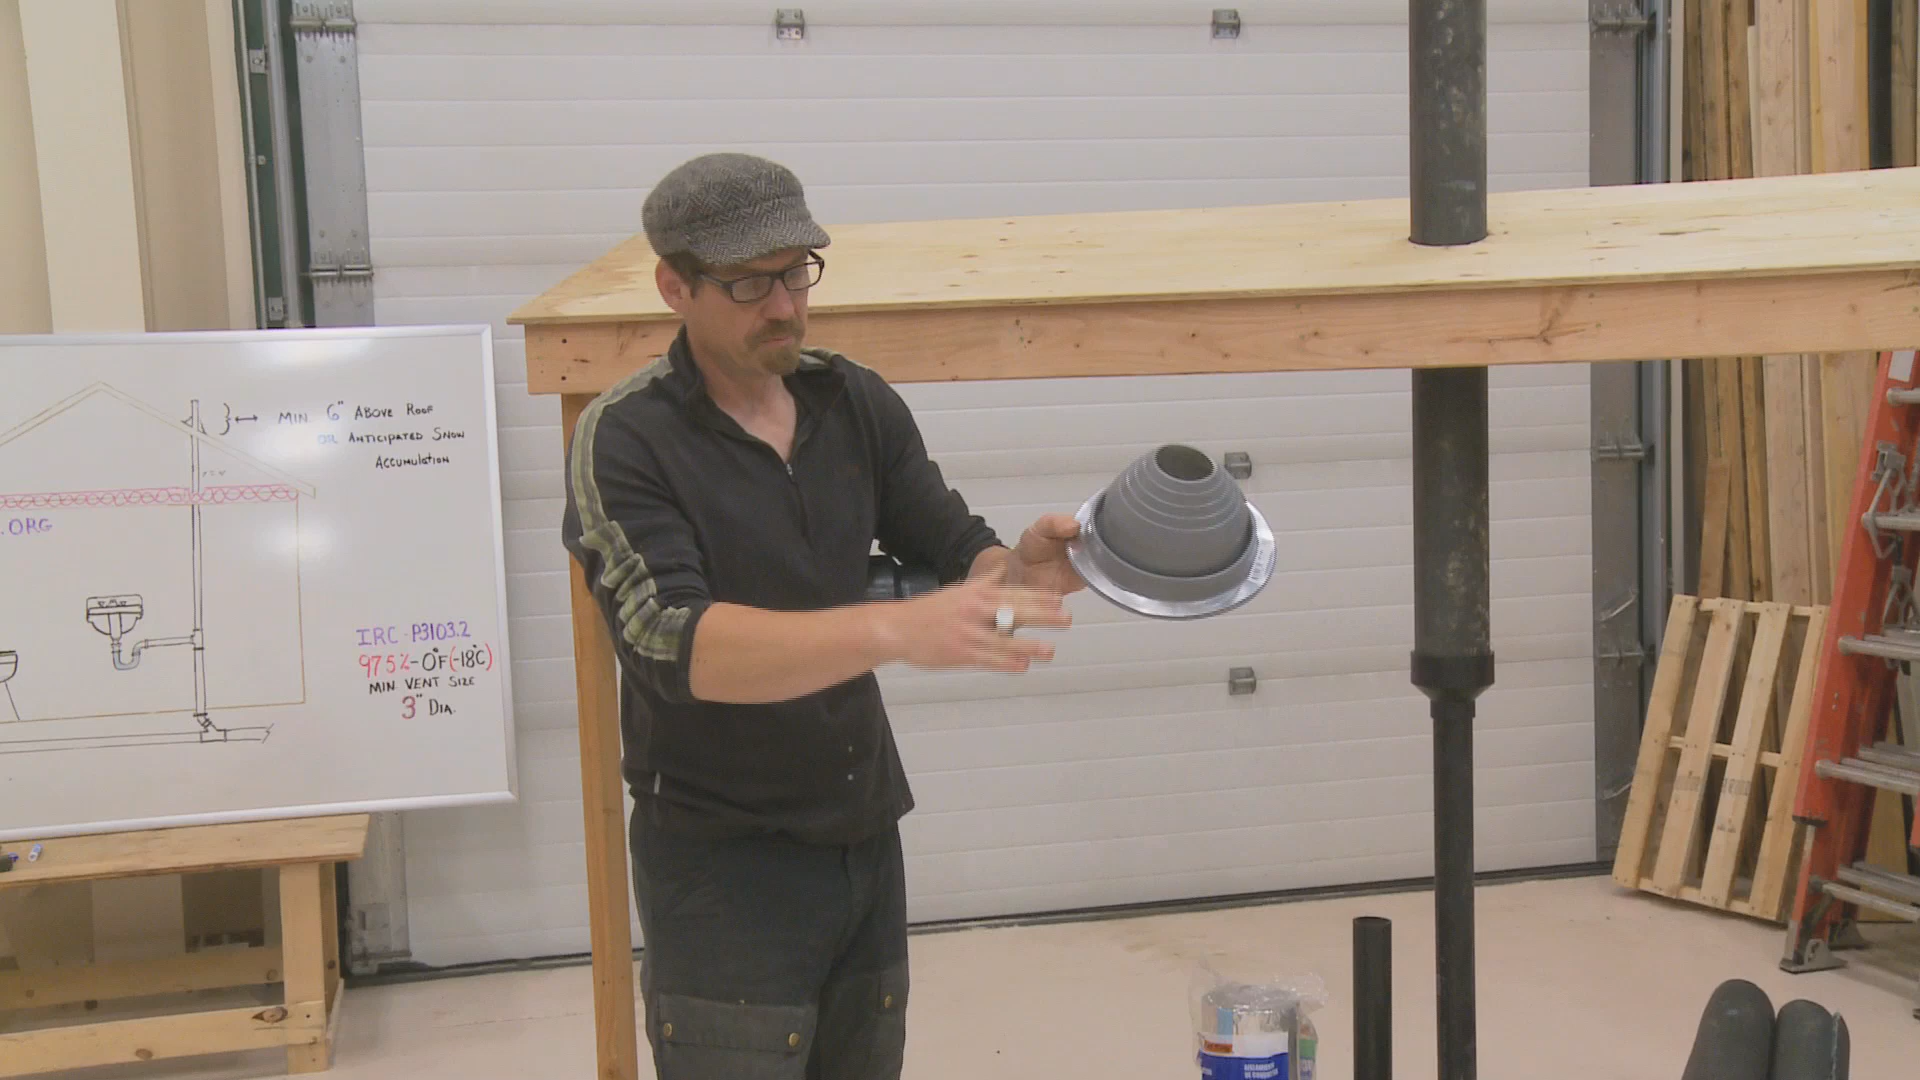 MIN. 6" ABOVE ROOF
OR ANTICIPATED SNOW
ACCUMULATION
.ORG
IRC-P3103.2
97.5%-0°F(-18°C)
MIN VENT SIZE
3" DIA.